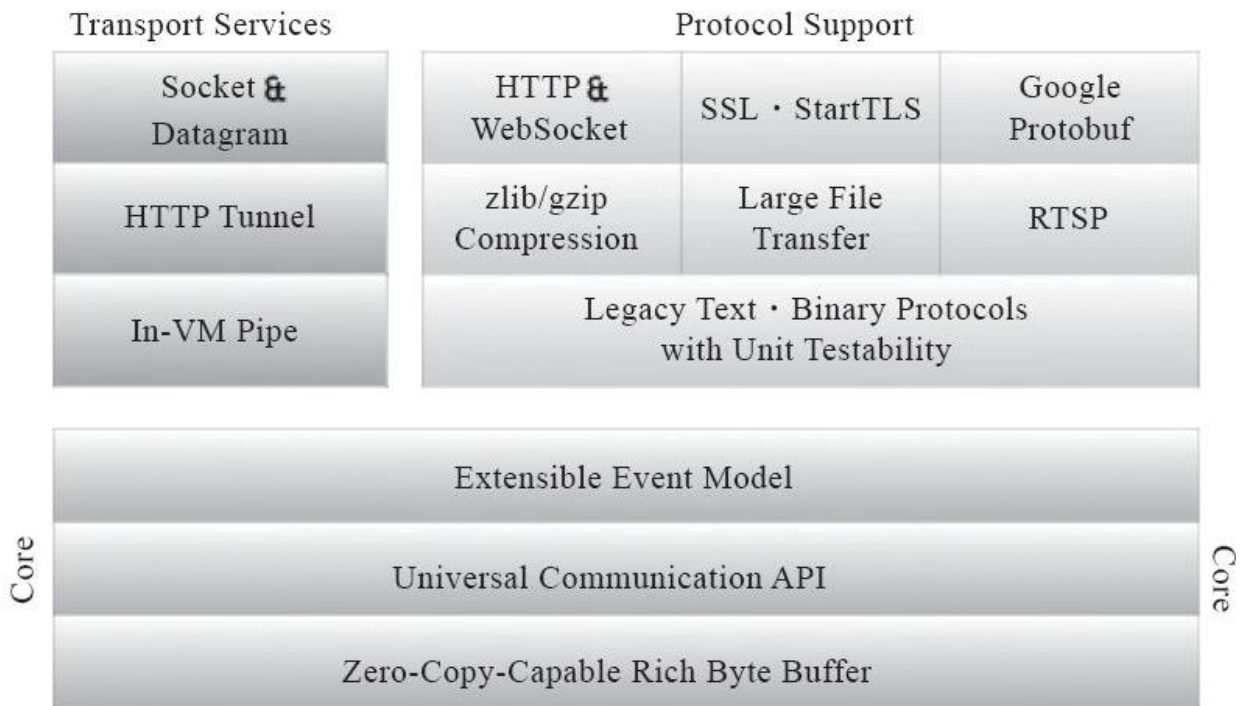 Transport Services
Socket &
Datagram
HTTP Tunnel
In-VM Pipe
Protocol Support
HTTP &
WebSocket
SSL · StartTLS
Google
Protobuf
zlib/gzip
Compression
Large File
Transfer
RTSP
Legacy Text · Binary Protocols
with Unit Testability
Core
Extensible Event Model
Universal Communication API
Zero-Copy-Capable Rich Byte Buffer
Core